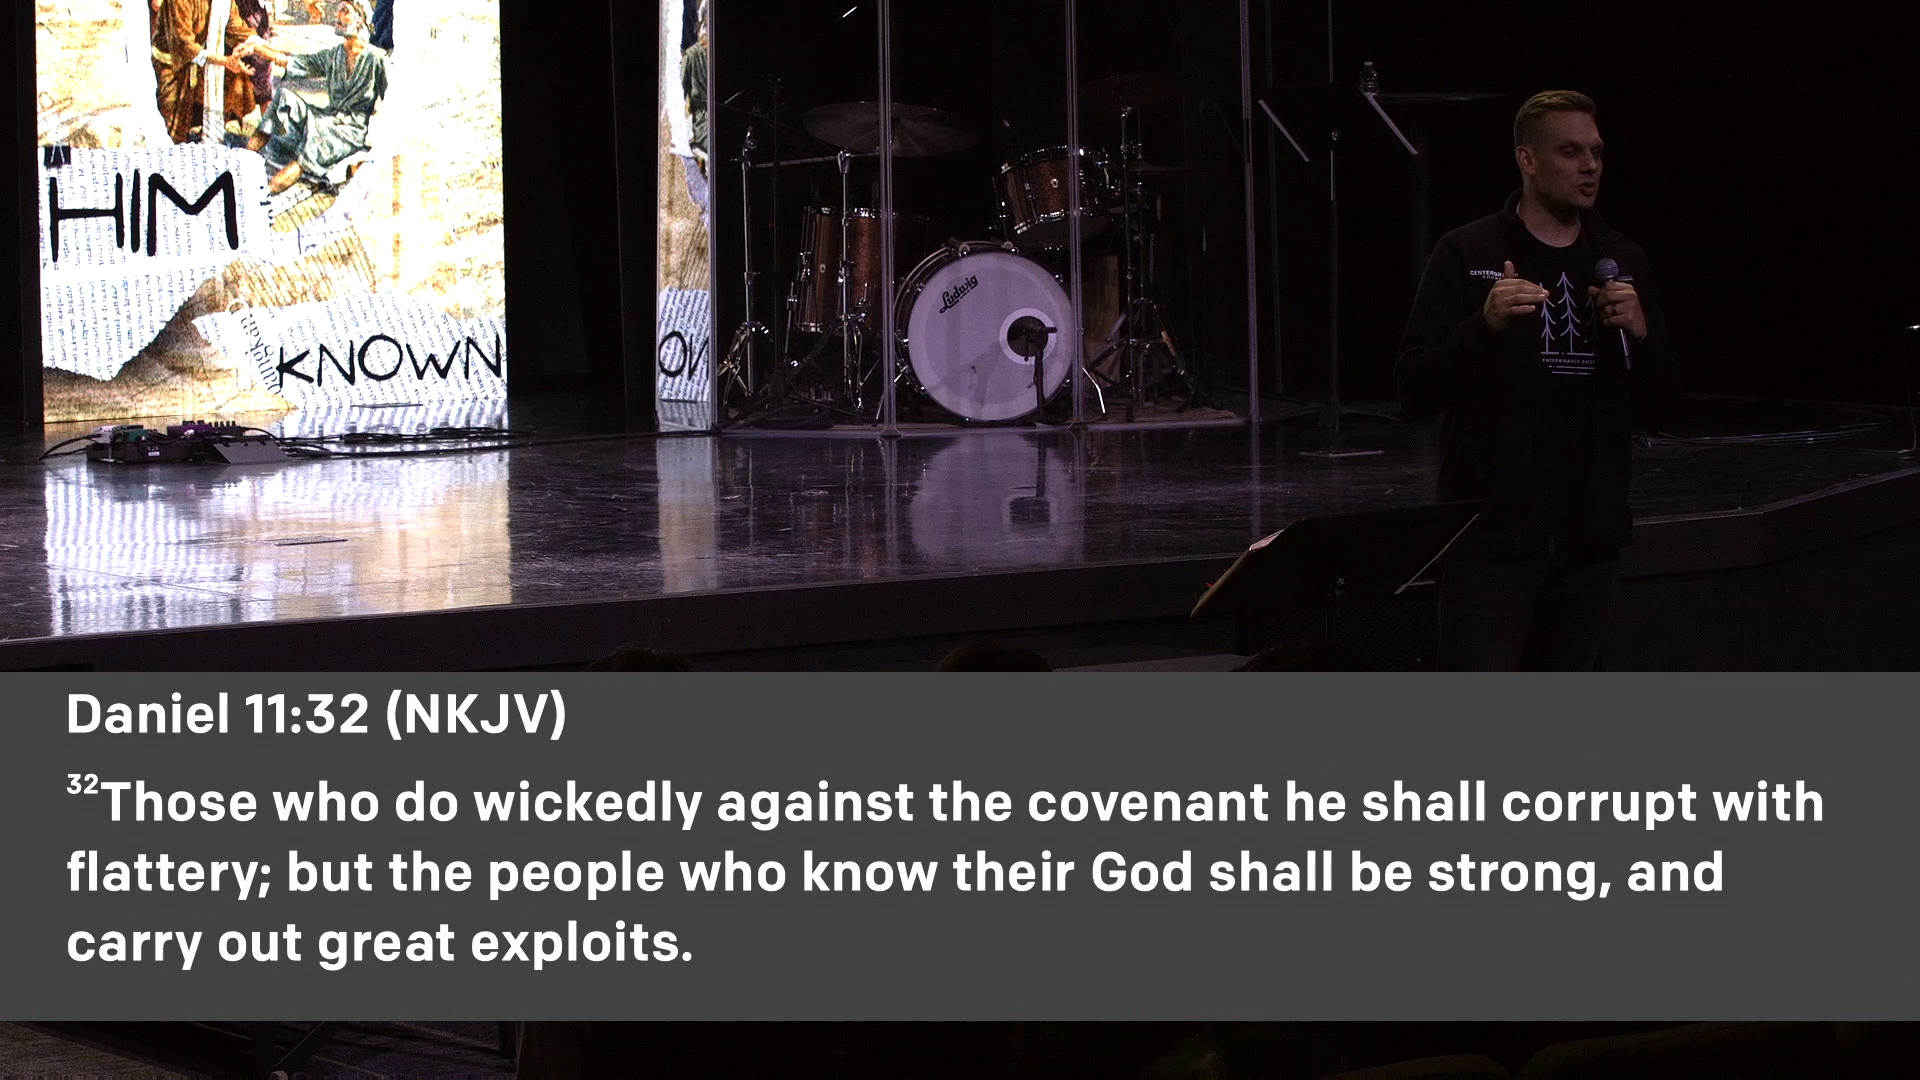 HIM
KNOWN
Ludwig
Daniel 11:32 (NKJV)
32Those who do wickedly against the covenant he shall corrupt with
flattery; but the people who know their God shall be strong, and
carry out great exploits.